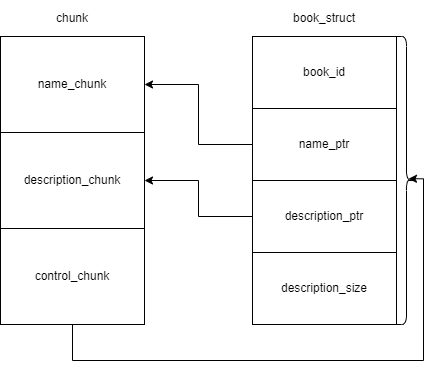 chunk
book_struct
name_chunk
description_chunk
control_chunk
book_id
name_ptr
description_ptr
description_size